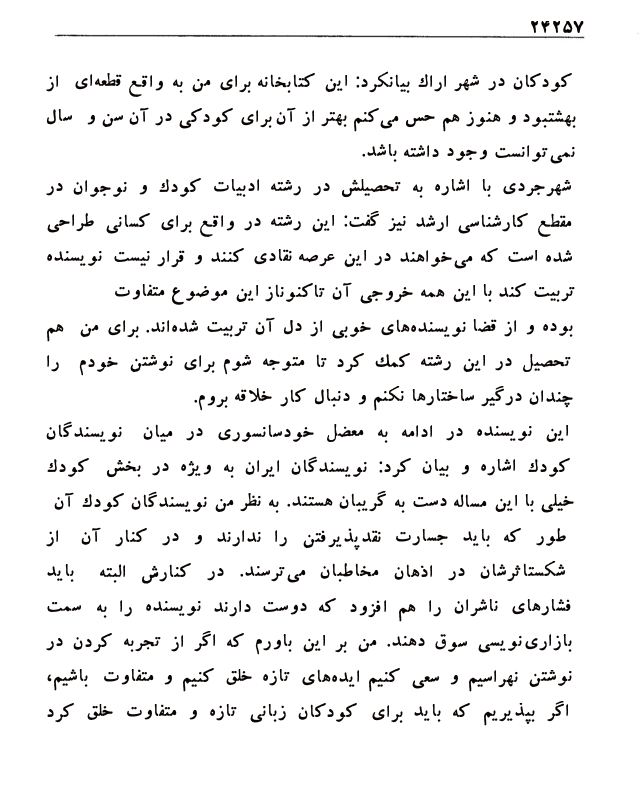 ۲۴۲۵۷
کودکان در شهر اراك بیانکرد: این کتابخانه برای من به واقع قطعه‌ای از
بهشتبود و هنوز هم حس می‌کنم بهتر از آن برای کودکی در آن سن و سال
نمی‌توانست وجود داشته باشد.
شهرجردی با اشاره به تحصیلش در رشته ادبیات کودك و نوجوان در
مقطع کارشناسی ارشد نیز گفت: این رشته در واقع برای کسانی طراحی
شده است که می‌خواهند در این عرصه نقادی کنند و قرار نیست نویسنده
تربیت کند با این همه خروجی آن تاکنوناز این موضوع متفاوت
بوده و از قضا نویسنده‌های خوبی از دل آن تربیت شده‌اند. برای من هم
تحصیل در این رشته کمك کرد تا متوجه شوم برای نوشتن خودم را
چندان درگیر ساختارها نکنم و دنبال کار خلاقه بروم.
این نویسنده در ادامه به معضل خودسانسوری در میان نویسندگان
کودك اشاره و بیان کرد: نویسندگان ایران به ویژه در بخش کودك
خیلی با این مساله دست به گریبان هستند. به نظر من نویسندگان کودك آن
طور که باید جسارت نقدپذیرفتن را ندارند و در کنار آن از
شکستاثرشان در اذهان مخاطبان می‌ترسند. در کنارش البته باید
فشارهای ناشران را هم افزود که دوست دارند نویسنده را به سمت
بازاری‌نویسی سوق دهند. من بر این باورم که اگر از تجربه کردن در
نوشتن نهراسیم و سعی کنیم ایده‌های تازه خلق کنیم و متفاوت باشیم،
اگر بپذیریم که باید برای کودکان زبانی تازه و متفاوت خلق کرد